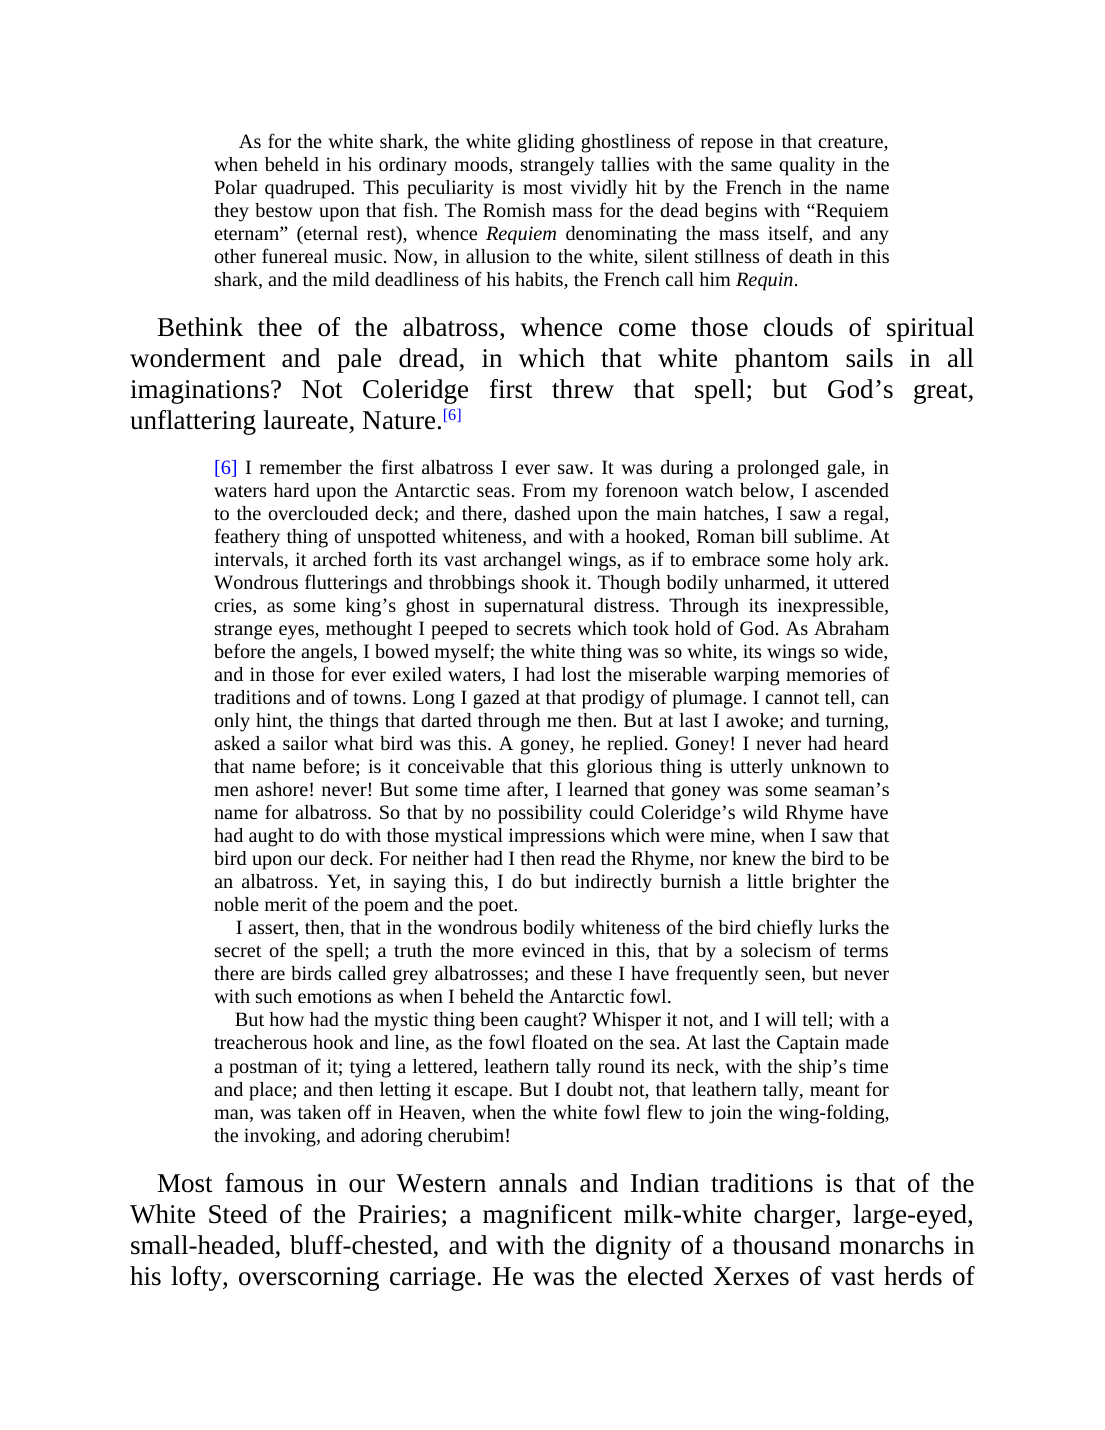 As for the white shark, the white gliding ghostliness of repose in that creature,
when beheld in his ordinary moods, strangely tallies with the same quality in the
Polar quadruped. This peculiarity is most vividly hit by the French in the name
they bestow upon that fish. The Romish mass for the dead begins with “Requiem
eternam” (eternal rest), whence Requiem denominating the mass itself, and any
other funereal music. Now, in allusion to the white, silent stillness of death in this
shark, and the mild deadliness of his habits, the French call him Requin.
Bethink thee of the albatross, whence come those clouds of spiritual
wonderment and pale dread, in which that white phantom sails in all
imaginations? Not Coleridge first threw that spell; but God’s great,
unflattering laureate, Nature.[6]
[6] I remember the first albatross I ever saw. It was during a prolonged gale, in
waters hard upon the Antarctic seas. From my forenoon watch below, I ascended
to the overclouded deck; and there, dashed upon the main hatches, I saw a regal,
feathery thing of unspotted whiteness, and with a hooked, Roman bill sublime. At
intervals, it arched forth its vast archangel wings, as if to embrace some holy ark.
Wondrous flutterings and throbbings shook it. Though bodily unharmed, it uttered
cries, as some king’s ghost in supernatural distress. Through its inexpressible,
strange eyes, methought I peeped to secrets which took hold of God. As Abraham
before the angels, I bowed myself; the white thing was so white, its wings so wide,
and in those for ever exiled waters, I had lost the miserable warping memories of
traditions and of towns. Long I gazed at that prodigy of plumage. I cannot tell, can
only hint, the things that darted through me then. But at last I awoke; and turning,
asked a sailor what bird was this. A goney, he replied. Goney! I never had heard
that name before; is it conceivable that this glorious thing is utterly unknown to
men ashore! never! But some time after, I learned that goney was some seaman’s
name for albatross. So that by no possibility could Coleridge’s wild Rhyme have
had aught to do with those mystical impressions which were mine, when I saw that
bird upon our deck. For neither had I then read the Rhyme, nor knew the bird to be
an albatross. Yet, in saying this, I do but indirectly burnish a little brighter the
noble merit of the poem and the poet.
I assert, then, that in the wondrous bodily whiteness of the bird chiefly lurks the
secret of the spell; a truth the more evinced in this, that by a solecism of terms
there are birds called grey albatrosses; and these I have frequently seen, but never
with such emotions as when I beheld the Antarctic fowl.
But how had the mystic thing been caught? Whisper it not, and I will tell; with a
treacherous hook and line, as the fowl floated on the sea. At last the Captain made
a postman of it; tying a lettered, leathern tally round its neck, with the ship’s time
and place; and then letting it escape. But I doubt not, that leathern tally, meant for
man, was taken off in Heaven, when the white fowl flew to join the wing-folding,
the invoking, and adoring cherubim!
Most famous in our Western annals and Indian traditions is that of the
White Steed of the Prairies; a magnificent milk-white charger, large-eyed,
small-headed, bluff-chested, and with the dignity of a thousand monarchs in
his lofty, overscorning carriage. He was the elected Xerxes of vast herds of